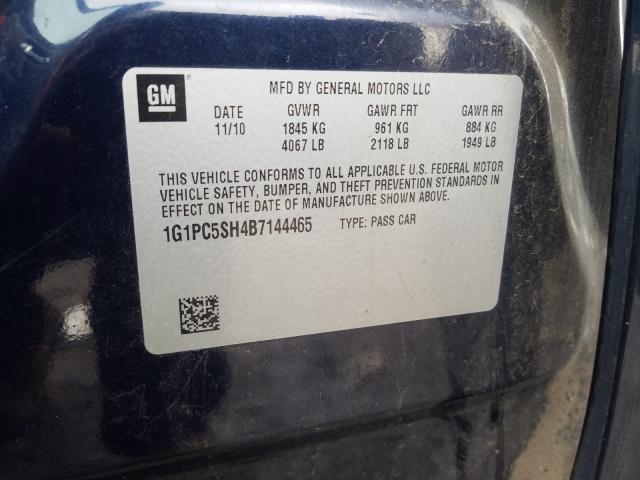 GM
MFD BY GENERAL MOTORS LLC
DATE GVWR GAWR FRT GAWR RR
11/10 1845 KG 961 KG 884 KG
4067 LB 2118 LB 1949 LB
THIS VEHICLE CONFORMS TO ALL APPLICABLE U.S. FEDERAL MOTOR
VEHICLE SAFETY, BUMPER, AND THEFT PREVENTION STANDARDS IN
EFFECT ON THE DATE OF MANUFACTURE SHOWN ABOVE.
1G1PC5SH4B7144465 TYPE: PASS CAR